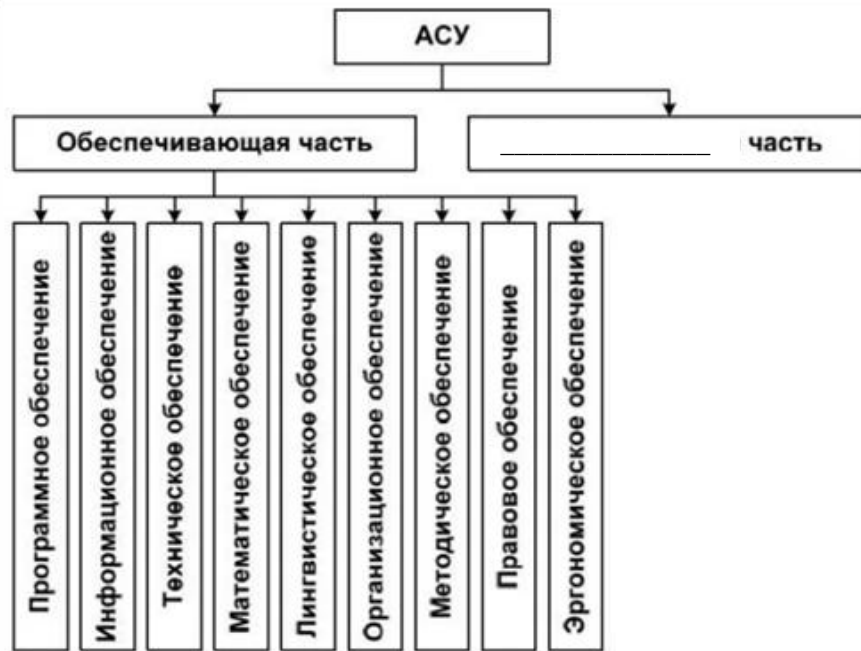 АСУ
Обеспечивающая часть
_________________ часть
Программное обеспечение
Информационное обеспечение
Техническое обеспечение
Математическое обеспечение
Лингвистическое обеспечение
Организационное обеспечение
Методическое обеспечение
Правовое обеспечение
Эргономическое обеспечение